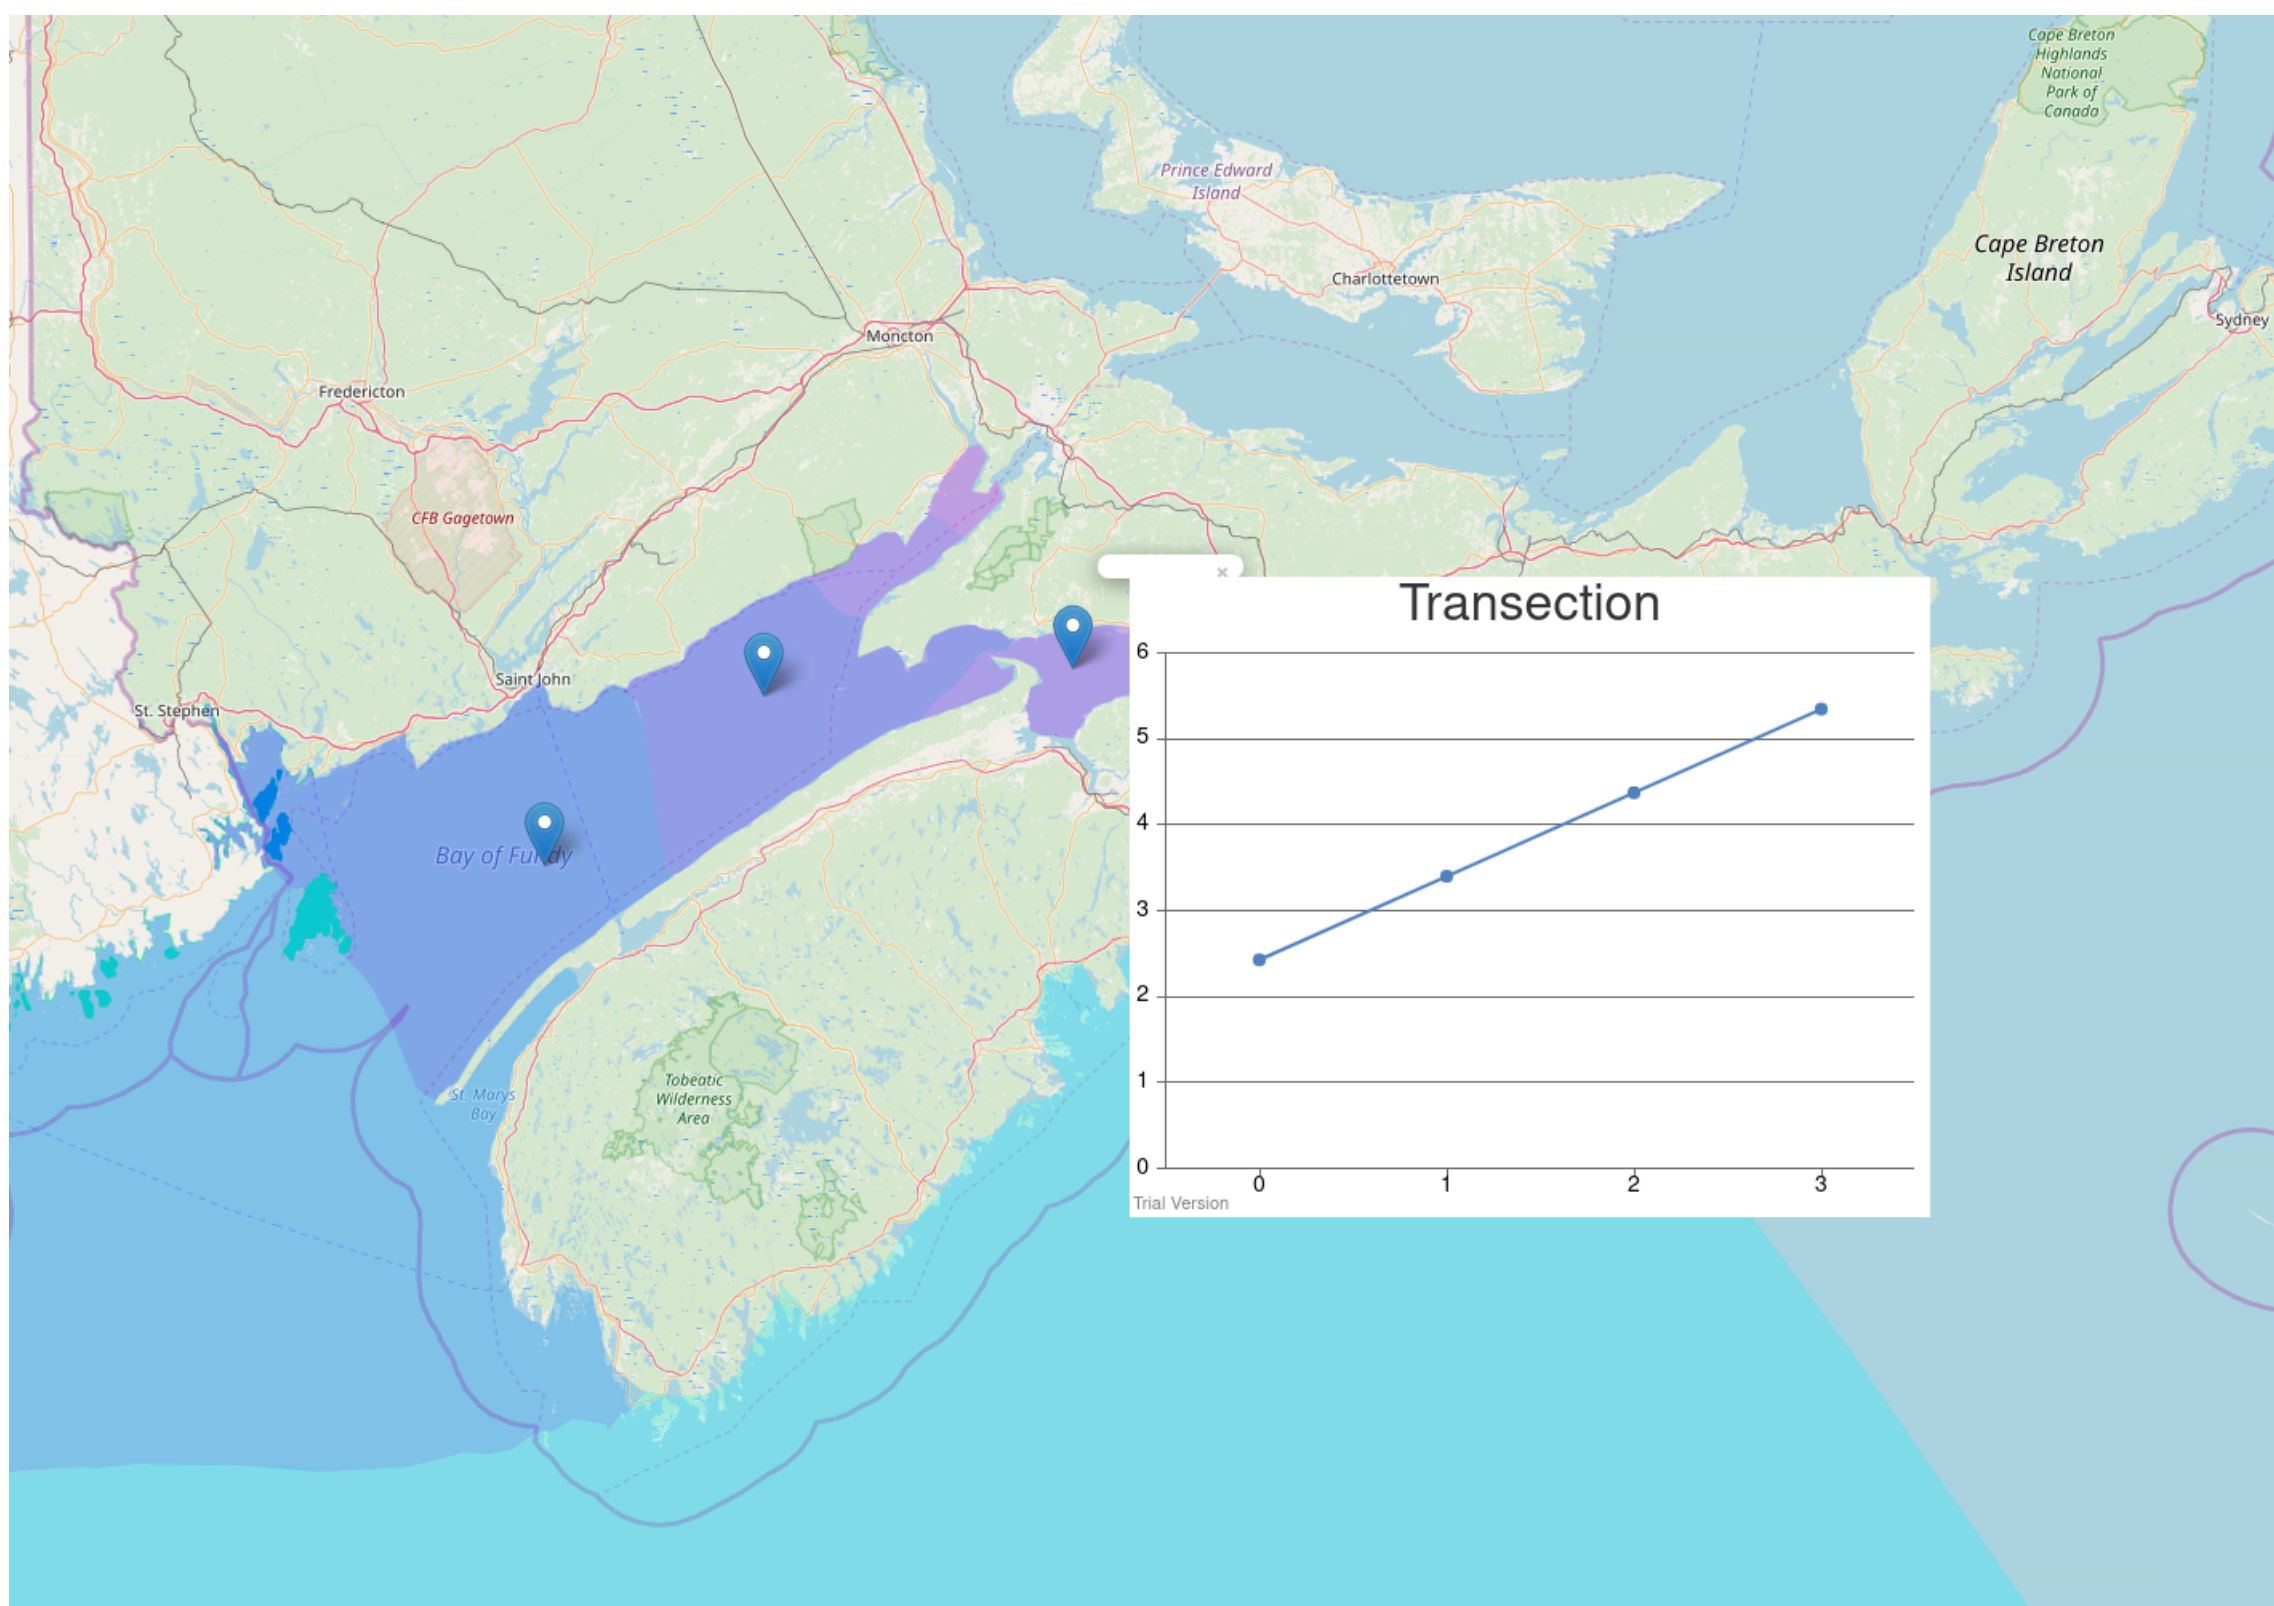 Cape Breton
Highlands
National
Park of
Canada
Prince Edward
Island
Cape Breton
Island
Charlottetown
Sydney
Moncton
Fredericton
CFB Gagetown
×
Transection
Saint John
St. Stephen
Bay of Fundy
6
5
4
3
2
1
0
0 1 2 3
Trial Version
Tobeatic
Wilderness
Area
St. Marys
Bay